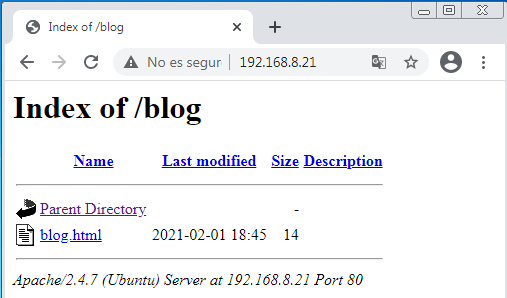 Index of /blog
No es segur 192.168.8.21
Index of /blog
Name Last modified Size Description
Parent Directory -
blog.html 2021-02-01 18:45 14
Apache/2.4.7 (Ubuntu) Server at 192.168.8.21 Port 80